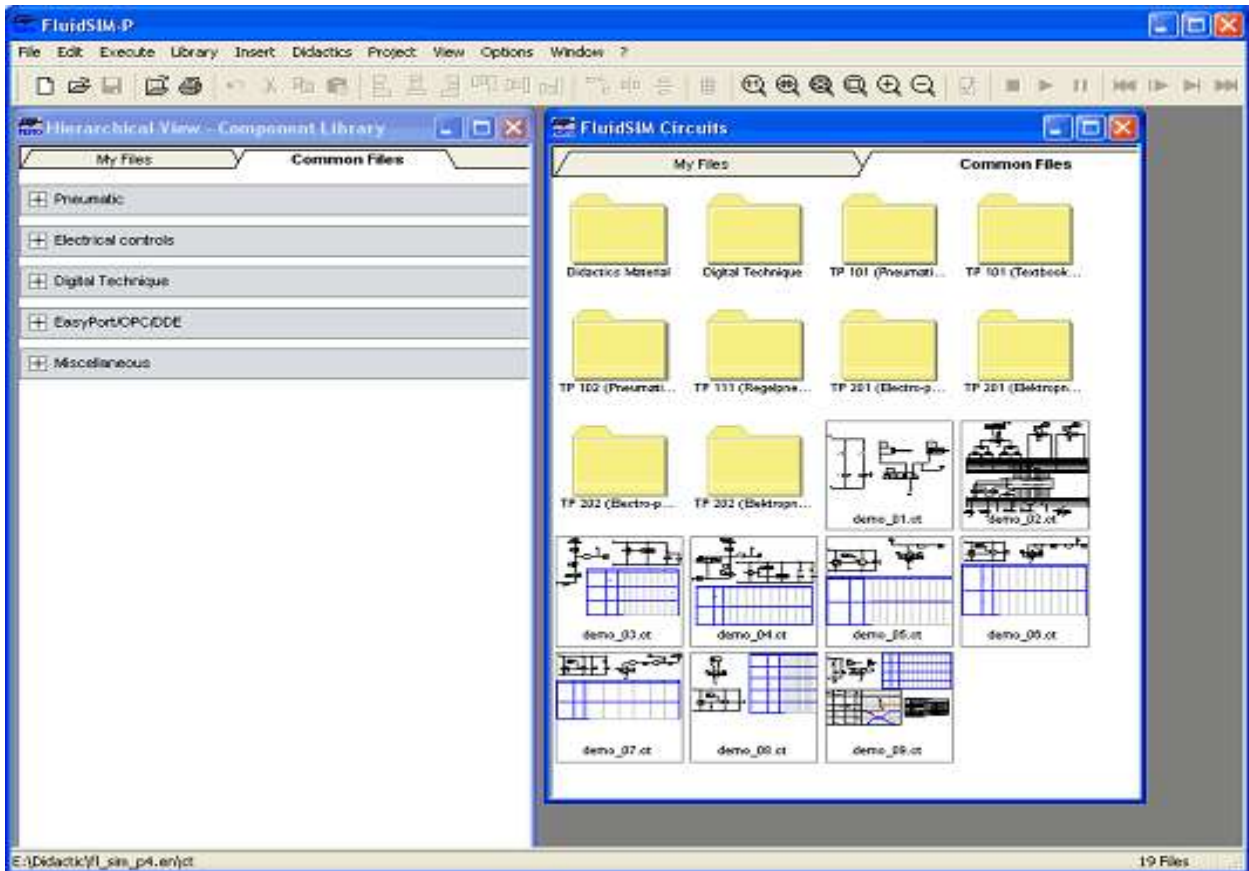 FluidSIM-P
File Edit Execute Library Insert Didactics Project View Options Window ?
Hierarchical View - Component Library
My Files Common Files
Pneumatic
Electrical controls
Digital Technique
EasyPort/OPC/DDE
Miscellaneous
FluidSIM Circuits
My Files Common Files
Didactics Material Digital Technique TP 101 (Pneumati... TP 101 (Textbook...
TP 102 (Pneumati... TP 111 (Regelpne... TP 201 (Electro-p... TP 201 (Elektropn...
TP 202 (Electro-p... TP 202 (Elektropn... demo_01.ct demo_02.ct
demo_03.ct demo_04.ct demo_05.ct demo_06.ct
demo_07.ct demo_08.ct demo_09.ct
E:\Didactic\fl_sim_p4.en\ct 19 Files